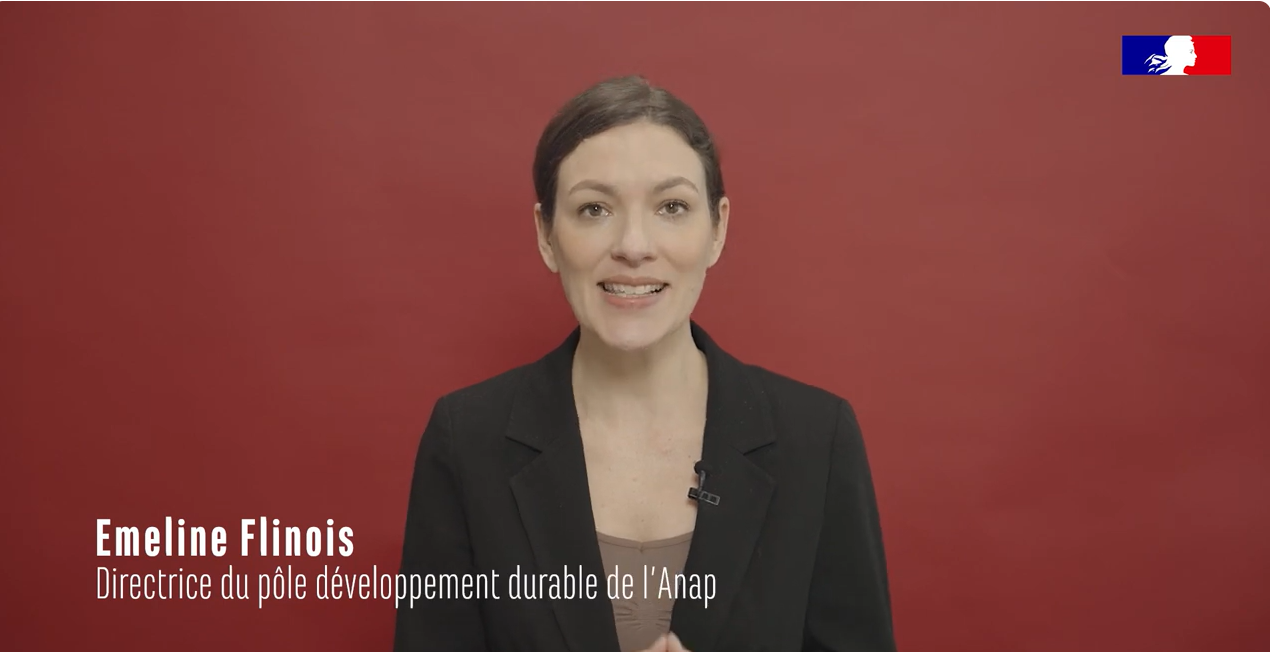 Emeline Flinois
Directrice du pôle développement durable de l'Anap